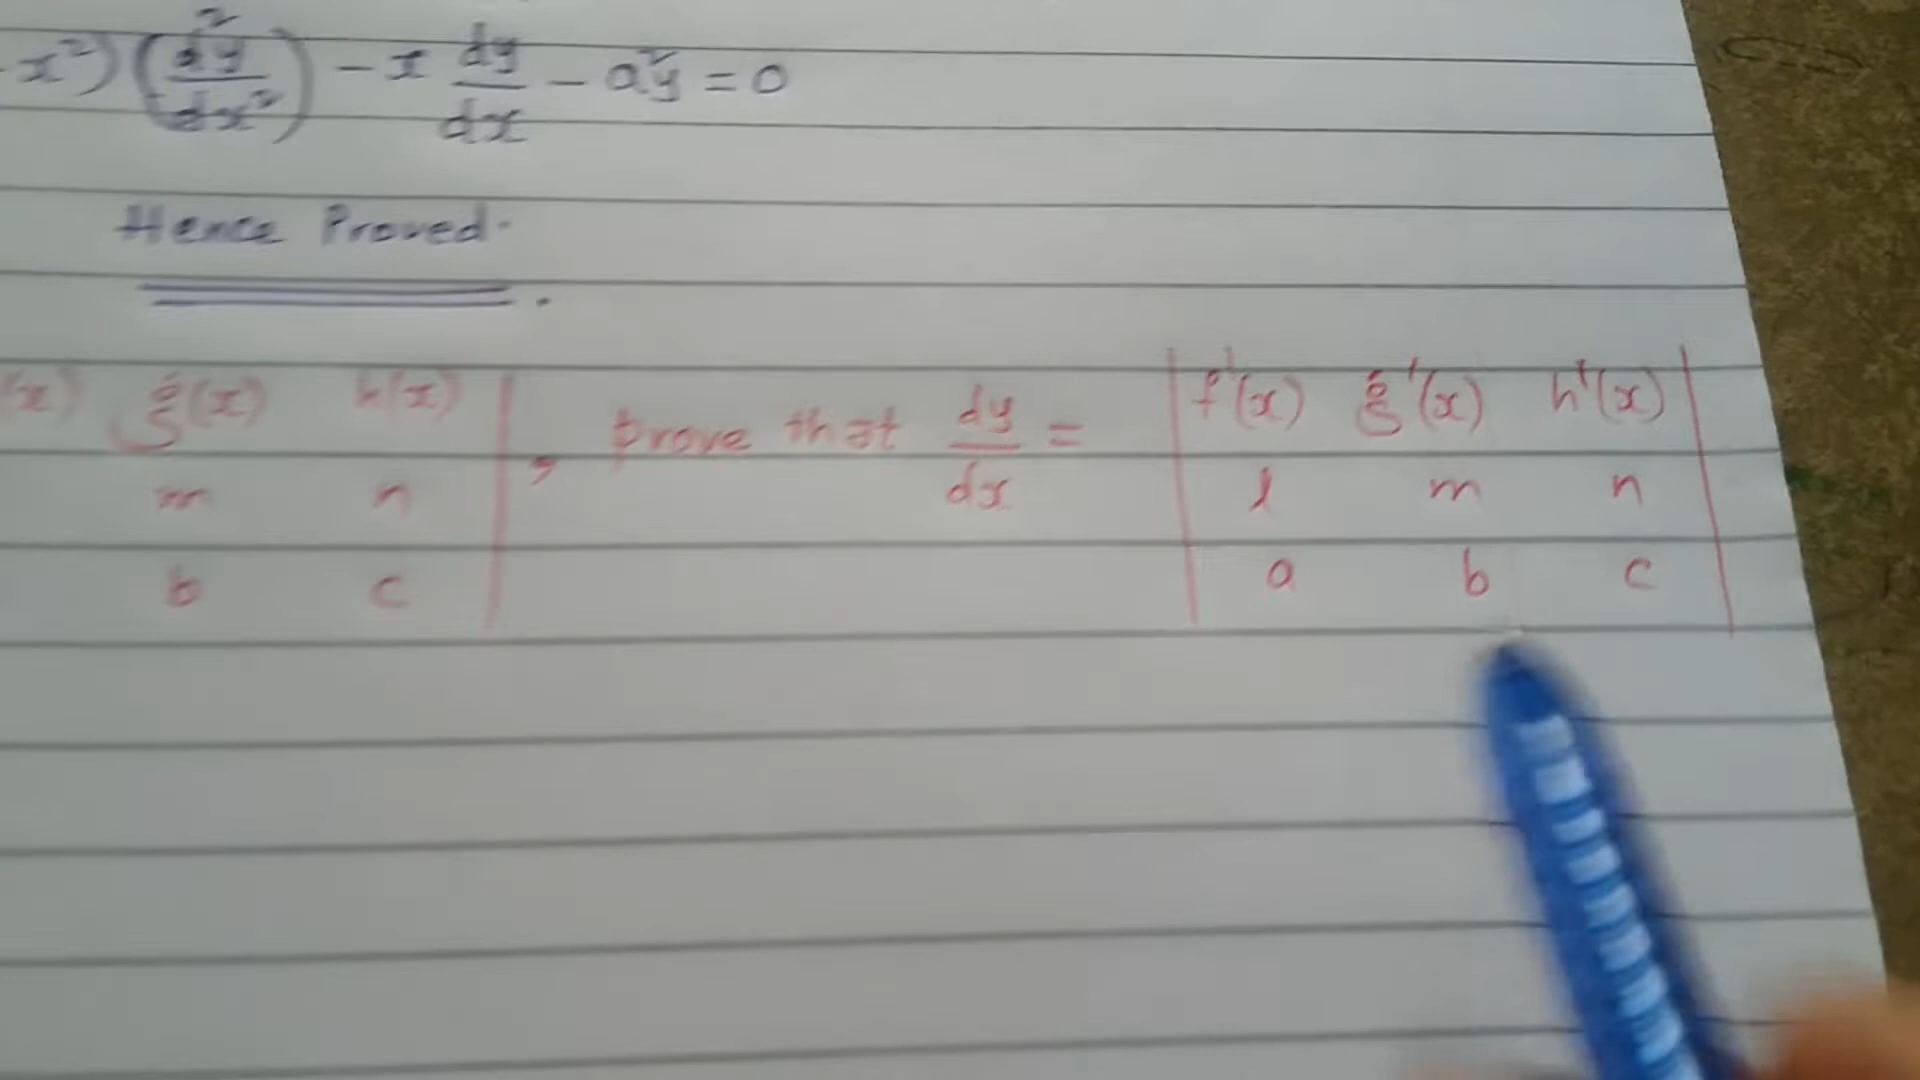 x²) (d²y/dx²) - x dy/dx - a²y = 0
Hence Proved.
(x) g(x) h(x) | , prove that dy/dx = | f'(x) g'(x) h'(x) |
m n | l m n |
b c | a b c |